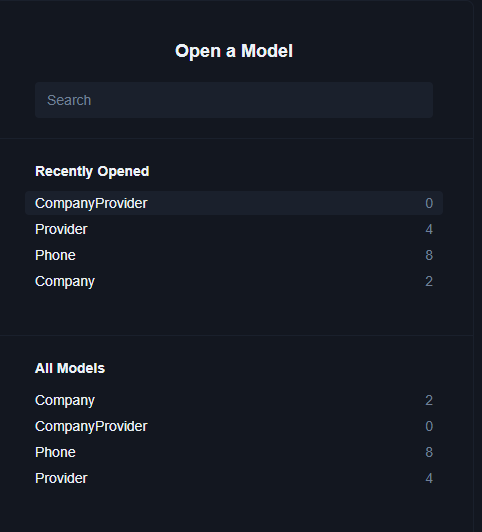 Open a Model
Search
Recently Opened
CompanyProvider 0
Provider 4
Phone 8
Company 2
All Models
Company 2
CompanyProvider 0
Phone 8
Provider 4